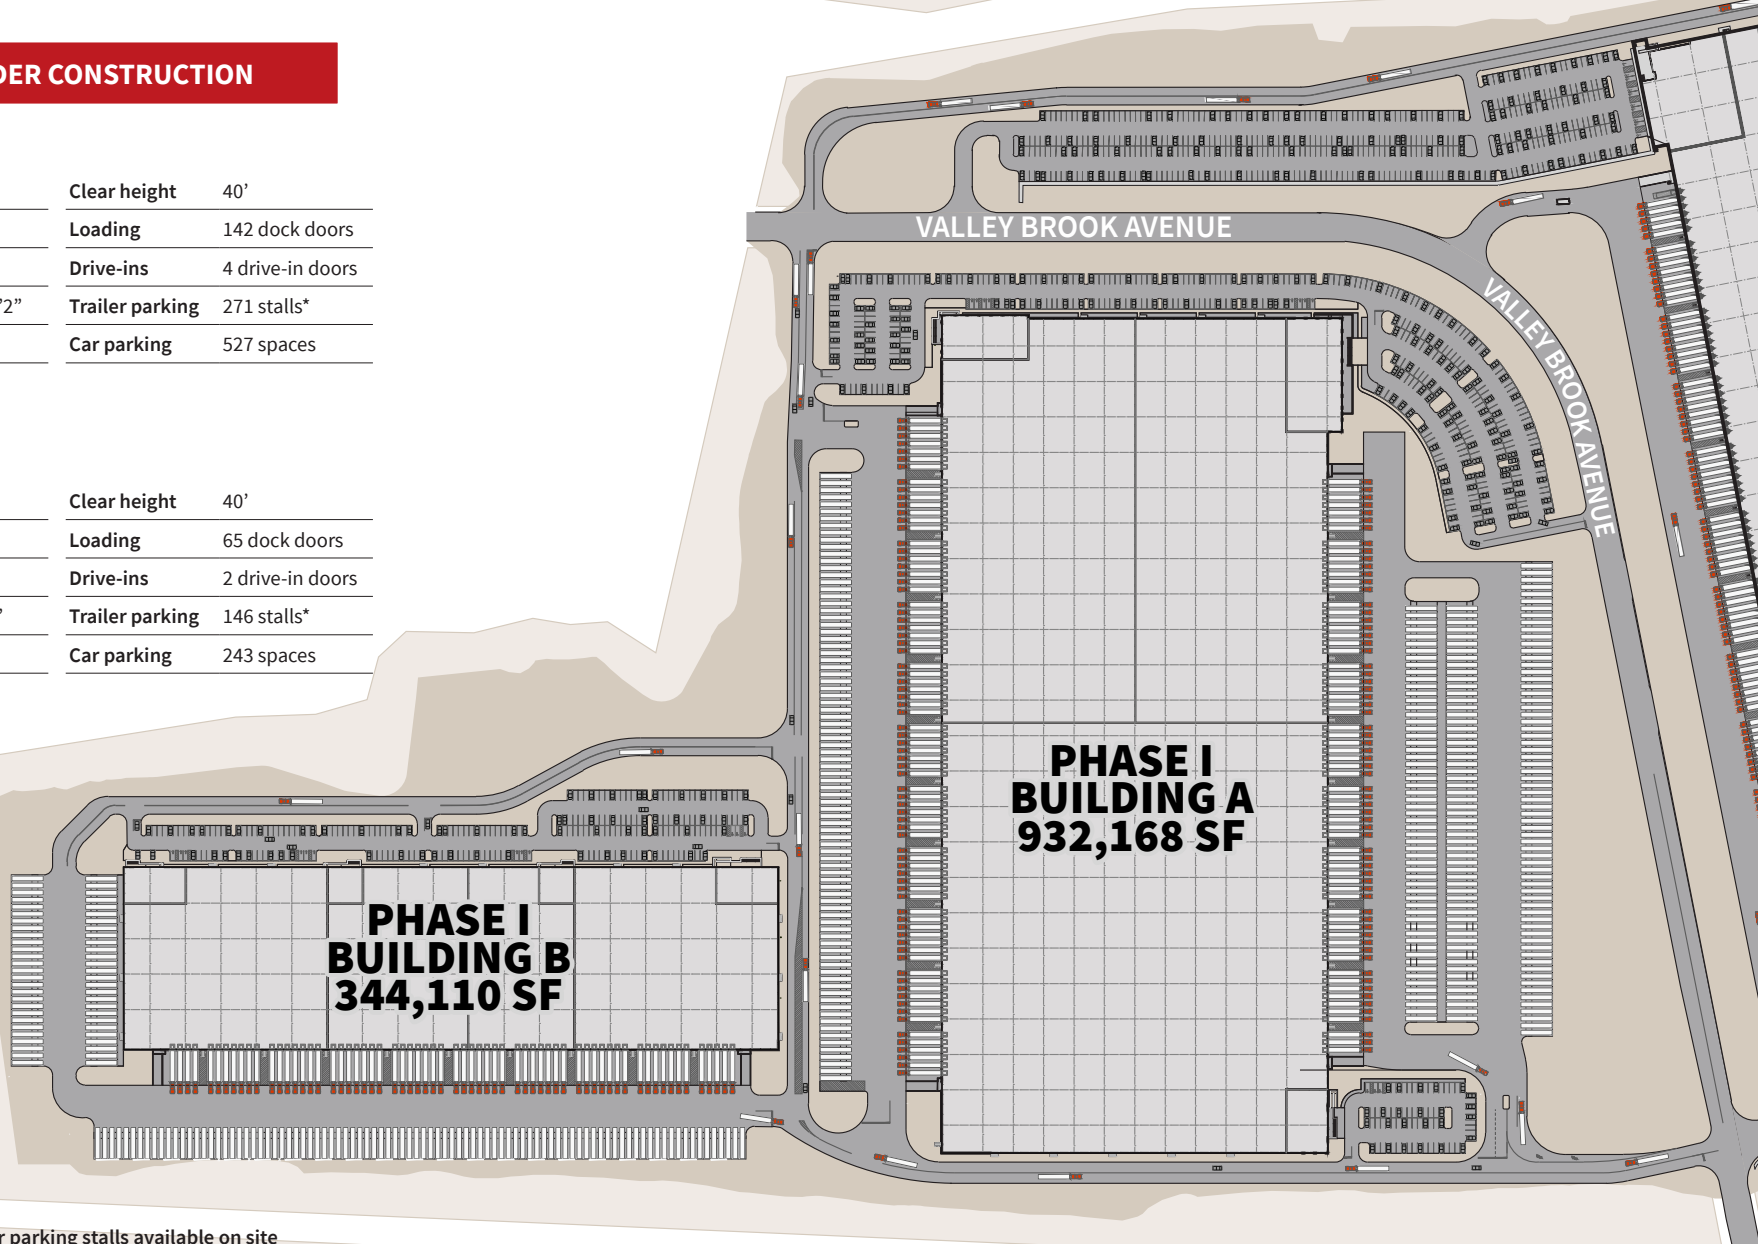 DER CONSTRUCTION
Clear height 40’
Loading 142 dock doors
Drive-ins 4 drive-in doors
’2” Trailer parking 271 stalls*
Car parking 527 spaces
Clear height 40’
Loading 65 dock doors
Drive-ins 2 drive-in doors
’ Trailer parking 146 stalls*
Car parking 243 spaces
VALLEY BROOK AVENUE
VALLEY BROOK AVENUE
PHASE I
BUILDING A
932,168 SF
PHASE I
BUILDING B
344,110 SF
r parking stalls available on site